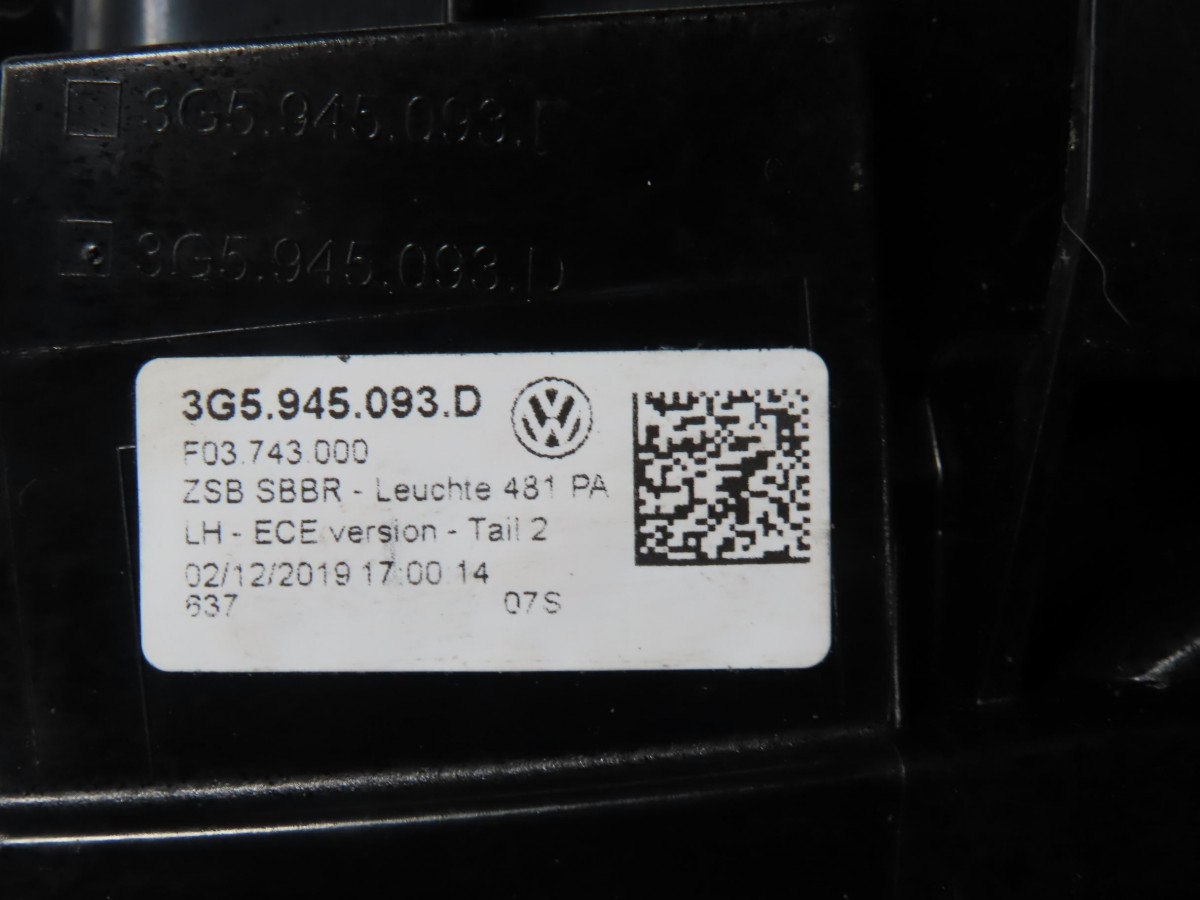 3G5.945.093.F
3G5.945.093.D
3G5.945.093.D
F03.743.000
ZSB SBBR - Leuchte 481 PA
LH - ECE version - Tail 2
02/12/2019 17:00:14
637 07S